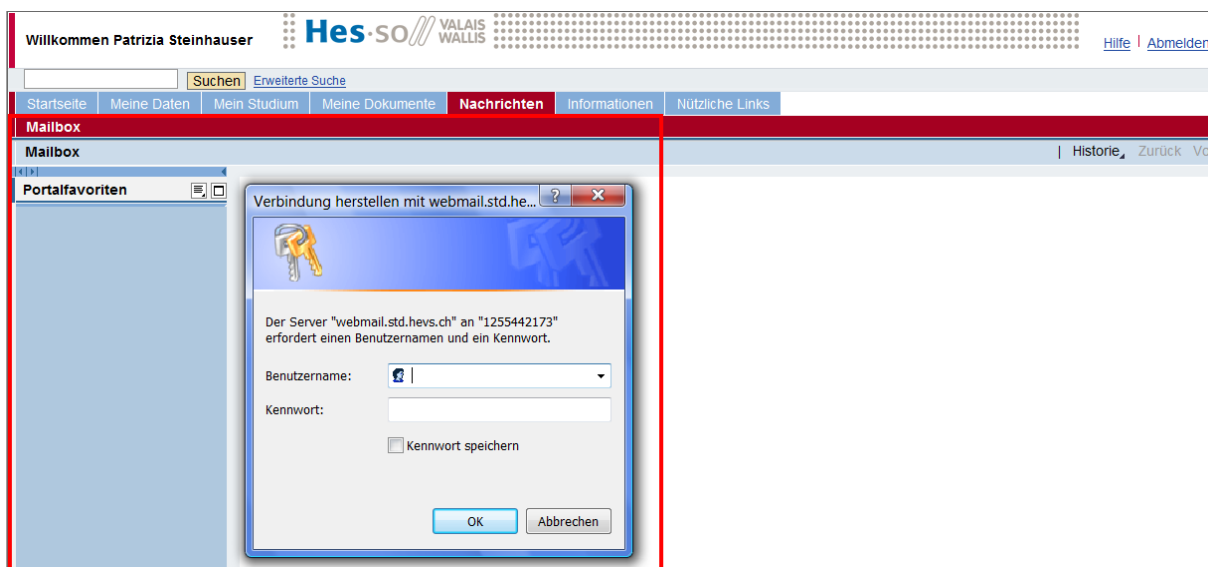 Willkommen Patrizia Steinhauser
Hes·so VALAIS WALLIS
Hilfe Abmelden
Suchen Erweiterte Suche
Startseite Meine Daten Mein Studium Meine Dokumente Nachrichten Informationen Nützliche Links
Mailbox
Mailbox
Historie Zurück Vo
Portalfavoriten
Verbindung herstellen mit webmail.std.he...
Der Server "webmail.std.hevs.ch" an "1255442173"
erfordert einen Benutzernamen und ein Kennwort.
Benutzername:
Kennwort:
Kennwort speichern
OK Abbrechen